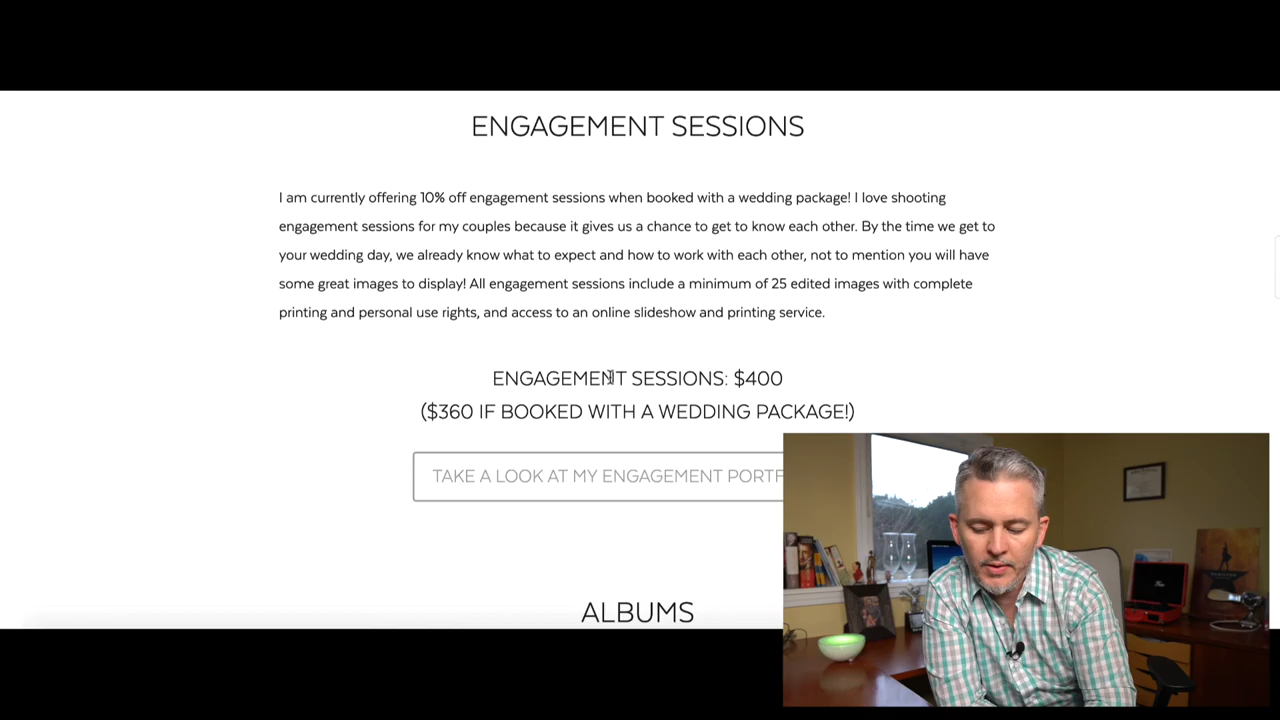 ENGAGEMENT SESSIONS
I am currently offering 10% off engagement sessions when booked with a wedding package! I love shooting
engagement sessions for my couples because it gives us a chance to get to know each other. By the time we get to
your wedding day, we already know what to expect and how to work with each other, not to mention you will have
some great images to display! All engagement sessions include a minimum of 25 edited images with complete
printing and personal use rights, and access to an online slideshow and printing service.
ENGAGEMENT SESSIONS: $400
($360 IF BOOKED WITH A WEDDING PACKAGE!)
TAKE A LOOK AT MY ENGAGEMENT PORTF
ALBUMS